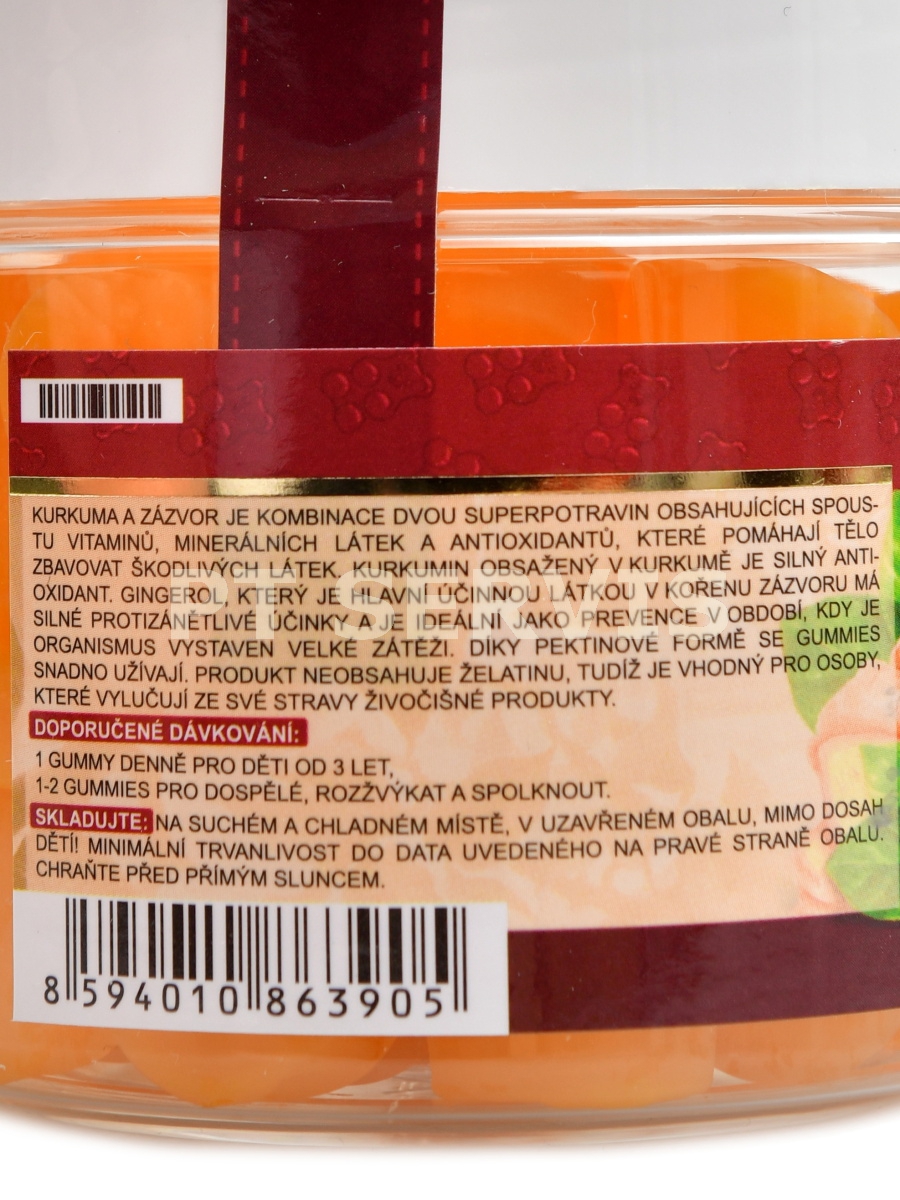 KURKUMA A ZÁZVOR JE KOMBINACE DVOU SUPERPOTRAVIN OBSAHUJÍCÍCH SPOUS-
TU VITAMINŮ, MINERÁLNÍCH LÁTEK A ANTIOXIDANTŮ, KTERÉ POMÁHAJÍ TĚLO
ZBAVOVAT ŠKODLIVÝCH LÁTEK. KURKUMIN OBSAŽENÝ V KURKUMĚ JE SILNÝ ANTI-
OXIDANT. GINGEROL, KTERÝ JE HLAVNÍ ÚČINNOU LÁTKOU V KOŘENU ZÁZVORU MÁ
SILNÉ PROTIZÁNĚTLIVÉ ÚČINKY A JE IDEÁLNÍ JAKO PREVENCE V OBDOBÍ, KDY JE
ORGANISMUS VYSTAVEN VELKÉ ZÁTĚŽI. DÍKY PEKTINOVÉ FORMĚ SE GUMMIES
SNADNO UŽÍVAJÍ. PRODUKT NEOBSAHUJE ŽELATINU, TUDÍŽ JE VHODNÝ PRO OSOBY,
KTERÉ VYLUČUJÍ ZE SVÉ STRAVY ŽIVOČIŠNÉ PRODUKTY.
DOPORUČENÉ DÁVKOVÁNÍ:
1 GUMMY DENNĚ PRO DĚTI OD 3 LET,
1-2 GUMMIES PRO DOSPĚLÉ, ROZŽVÝKAT A SPOLKNOUT.
SKLADUJTE: NA SUCHÉM A CHLADNÉM MÍSTĚ, V UZAVŘENÉM OBALU, MIMO DOSAH
DĚTÍ! MINIMÁLNÍ TRVANLIVOST DO DATA UVEDENÉHO NA PRAVÉ STRANĚ OBALU.
CHRAŇTE PŘED PŘÍMÝM SLUNCEM.
8 594010 863905